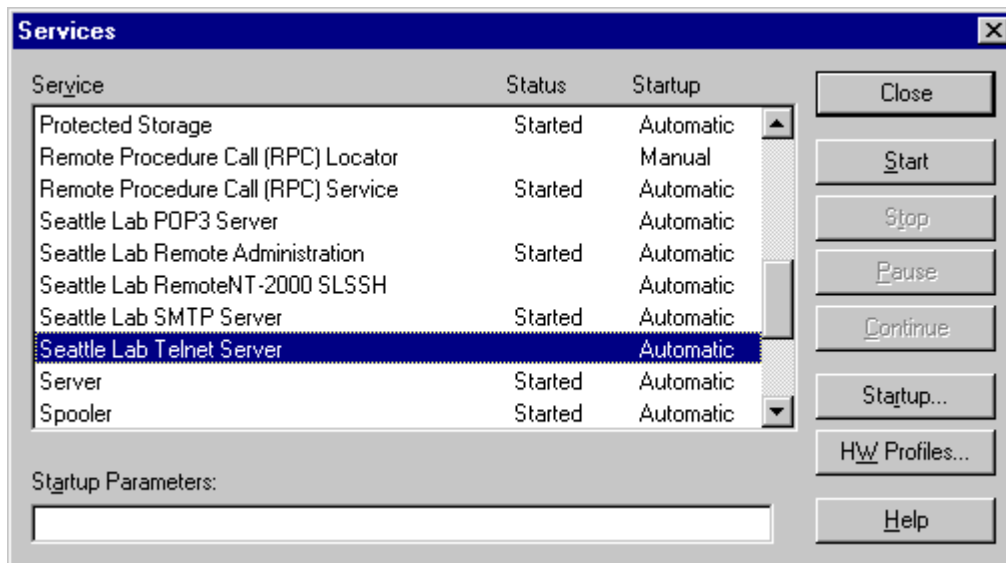 Services
Service Status Startup
Protected Storage Started Automatic
Remote Procedure Call (RPC) Locator Manual
Remote Procedure Call (RPC) Service Started Automatic
Seattle Lab POP3 Server Automatic
Seattle Lab Remote Administration Started Automatic
Seattle Lab RemoteNT-2000 SLSSH Automatic
Seattle Lab SMTP Server Started Automatic
Seattle Lab Telnet Server Automatic
Server Started Automatic
Spooler Started Automatic
Startup Parameters:
Close
Start
Stop
Pause
Continue
Startup...
HW Profiles...
Help